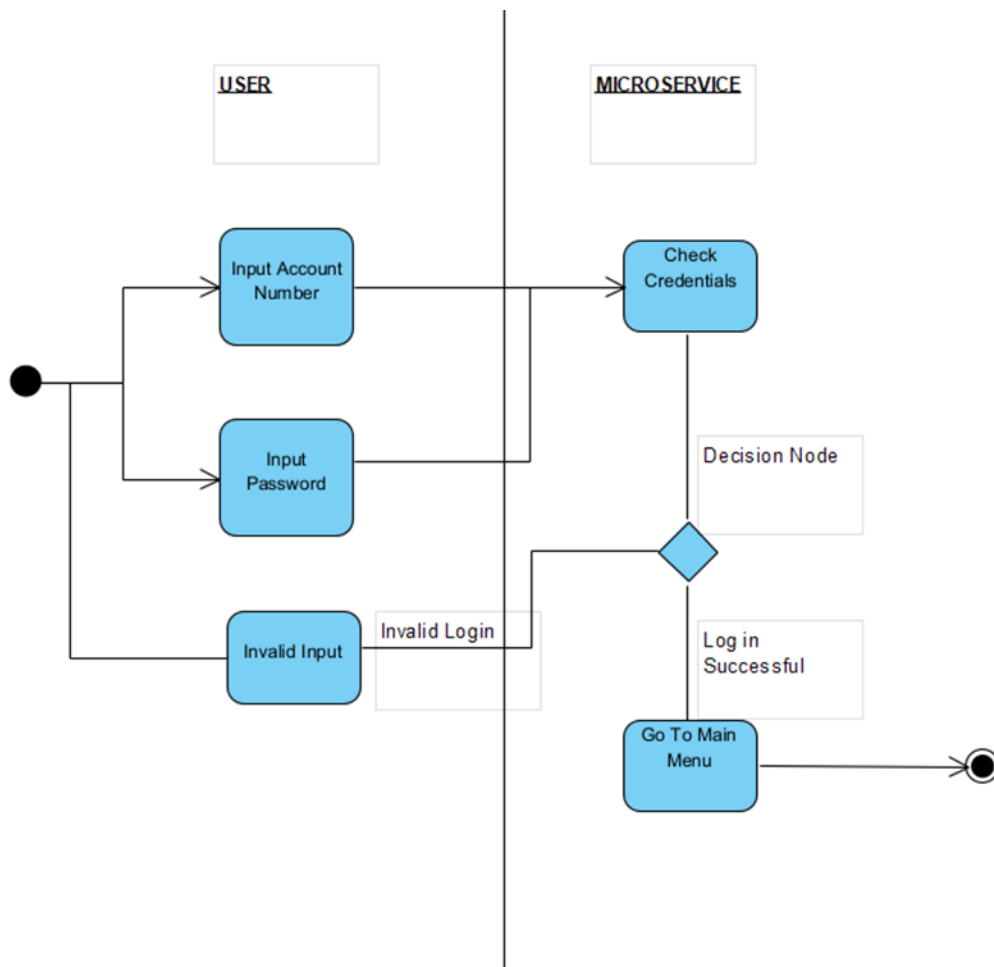 USER
MICROSERVICE
Input Account
Number
Check
Credentials
Input
Password
Decision Node
Invalid Input
Invalid Login
Log in
Successful
Go To Main
Menu